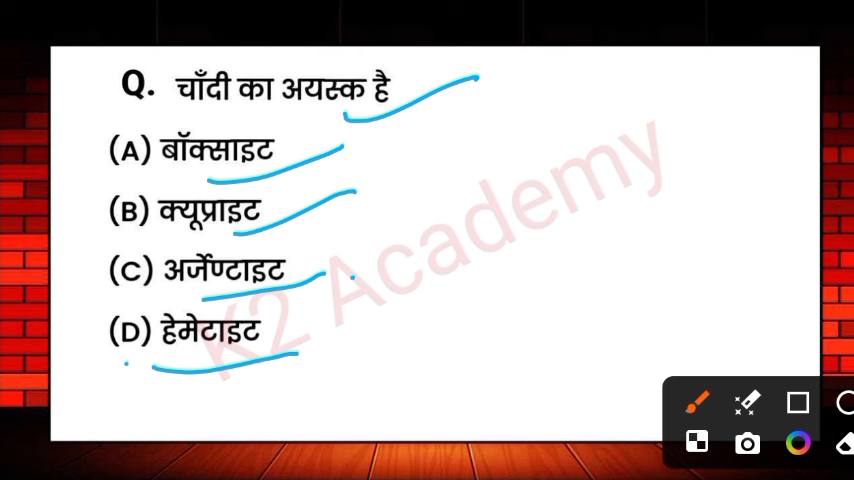 Q. चाँदी का अयस्क है
(A) बॉक्साइट
(B) क्यूप्राइट
(C) अर्जेण्टाइट
(D) हेमेटाइट
K2 Academy